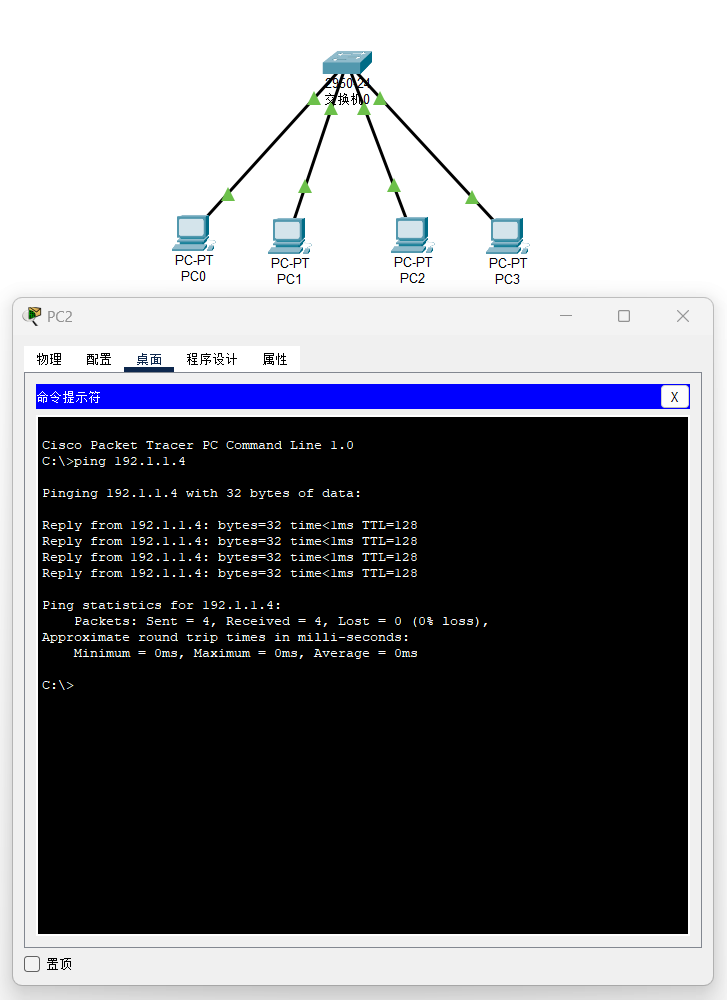 2950-24
交换机0
PC-PT
PC0
PC-PT
PC1
PC-PT
PC2
PC-PT
PC3
PC2
物理 配置 桌面 程序设计 属性
命令提示符 X
Cisco Packet Tracer PC Command Line 1.0
C:\>ping 192.1.1.4
Pinging 192.1.1.4 with 32 bytes of data:
Reply from 192.1.1.4: bytes=32 time<1ms TTL=128
Reply from 192.1.1.4: bytes=32 time<1ms TTL=128
Reply from 192.1.1.4: bytes=32 time<1ms TTL=128
Reply from 192.1.1.4: bytes=32 time<1ms TTL=128
Ping statistics for 192.1.1.4:
Packets: Sent = 4, Received = 4, Lost = 0 (0% loss),
Approximate round trip times in milli-seconds:
Minimum = 0ms, Maximum = 0ms, Average = 0ms
C:\>
置顶